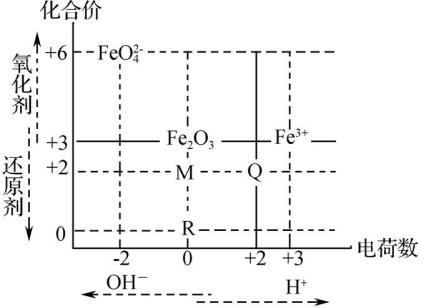 化合价
+6 FeO₄²⁻
氧化剂
+3 Fe₂O₃ Fe³⁺
+2 M Q
还原剂
0 R
-2 0 +2 +3 电荷数
OH⁻ H⁺